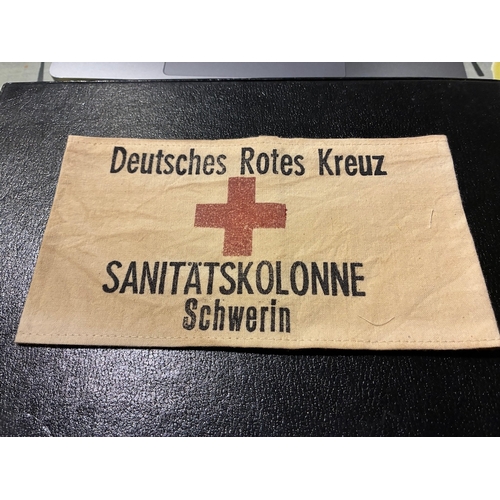 Deutsches Rotes Kreuz
SANITÄTSKOLONNE
Schwerin